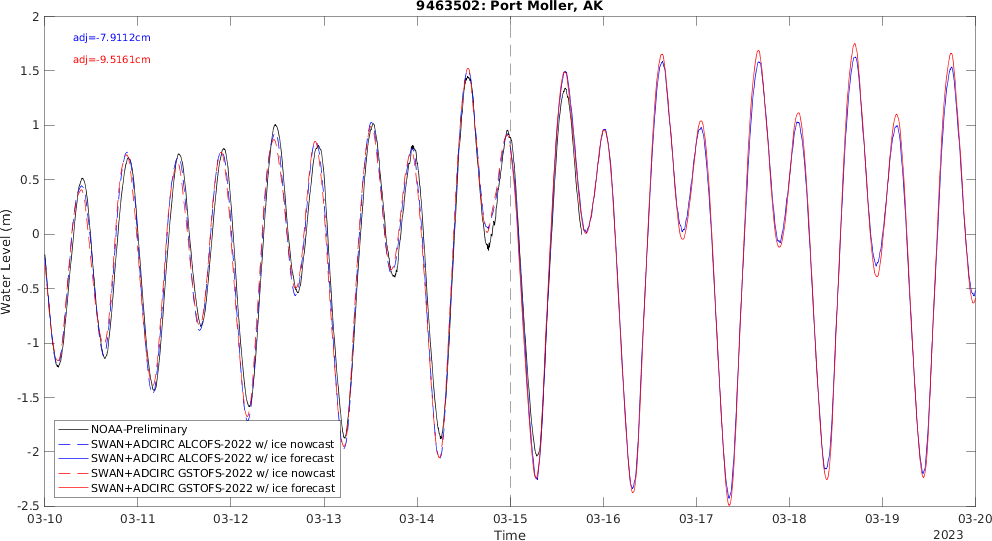 9463502: Port Moller, AK
adj=-7.9112cm
adj=-9.5161cm
2
1.5
1
0.5
0
-0.5
-1
-1.5
-2
-2.5
Water Level (m)
NOAA-Preliminary
SWAN+ADCIRC ALCOFS-2022 w/ ice nowcast
SWAN+ADCIRC ALCOFS-2022 w/ ice forecast
SWAN+ADCIRC GSTOFS-2022 w/ ice nowcast
SWAN+ADCIRC GSTOFS-2022 w/ ice forecast
03-10 03-11 03-12 03-13 03-14 03-15 03-16 03-17 03-18 03-19 03-20
Time
2023